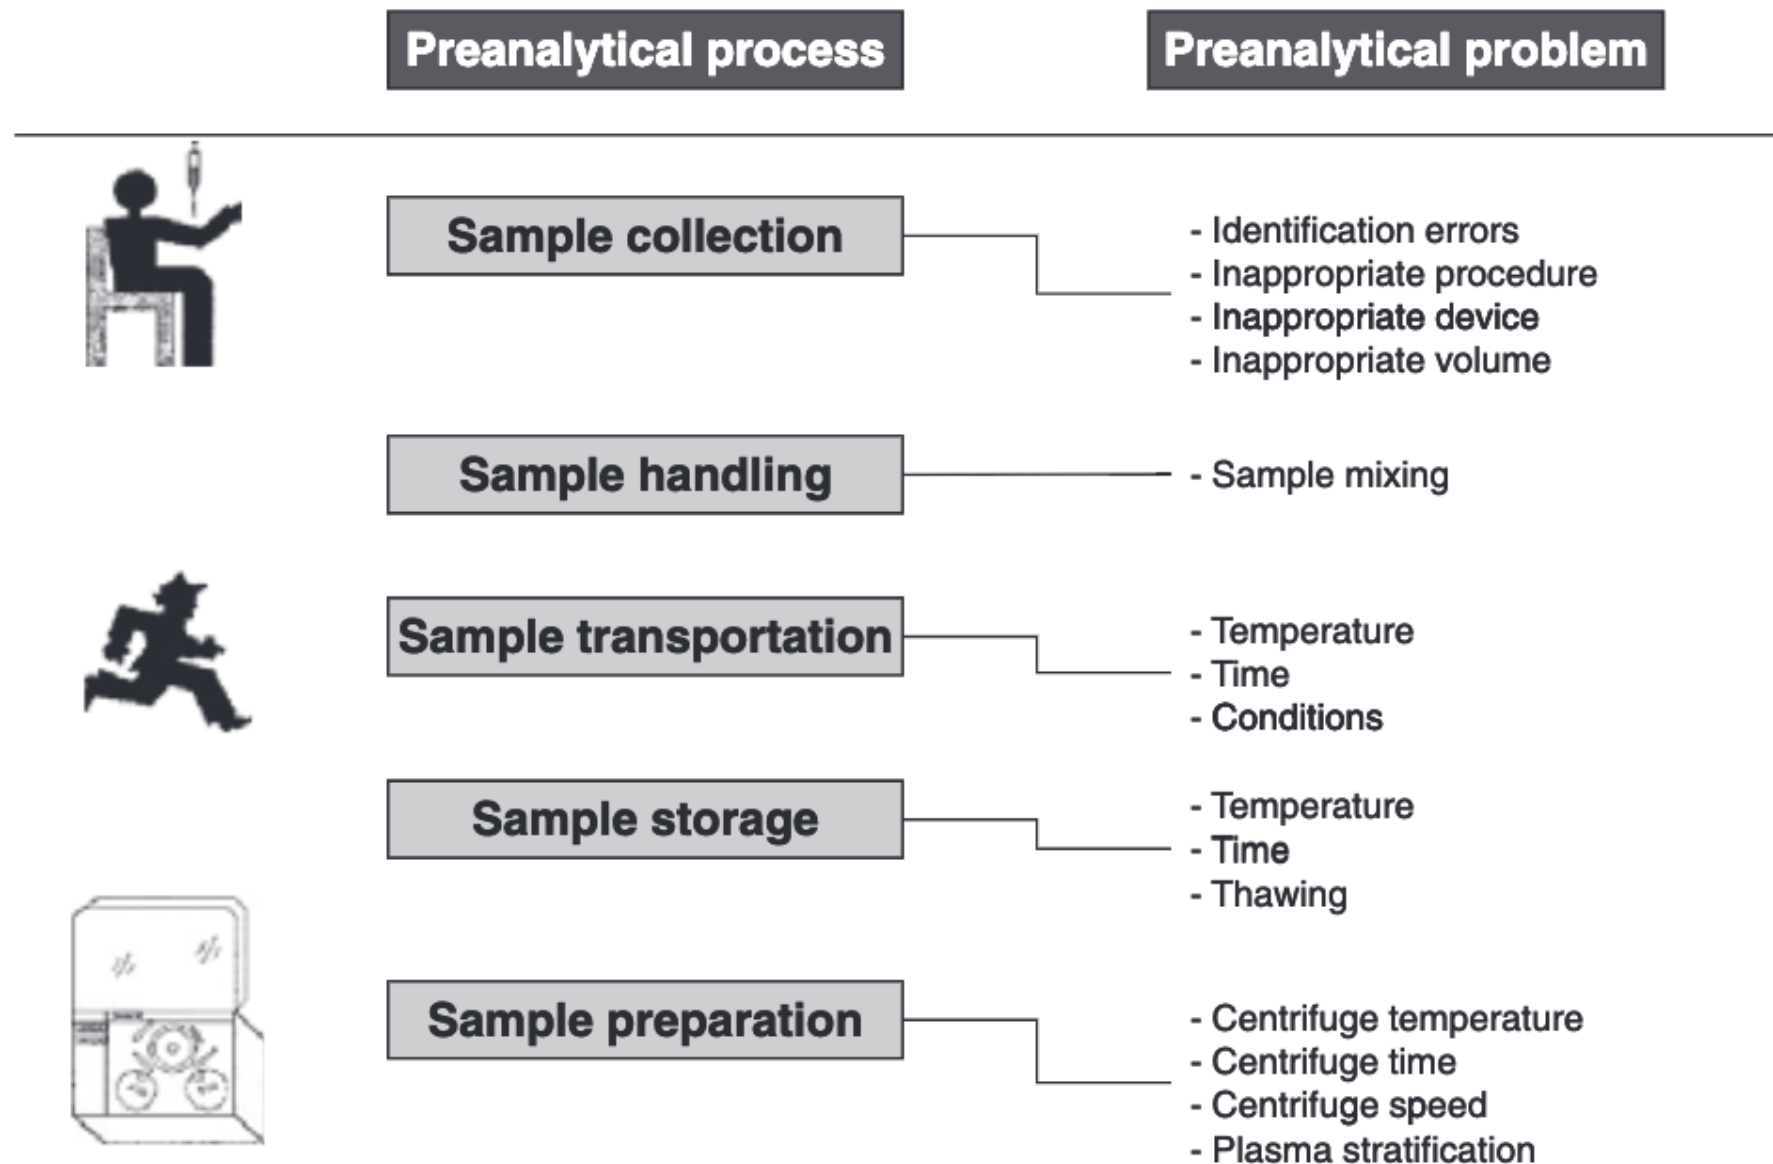 Preanalytical process
Preanalytical problem
Sample collection
- Identification errors
- Inappropriate procedure
- Inappropriate device
- Inappropriate volume
Sample handling
- Sample mixing
Sample transportation
- Temperature
- Time
- Conditions
Sample storage
- Temperature
- Time
- Thawing
Sample preparation
- Centrifuge temperature
- Centrifuge time
- Centrifuge speed
- Plasma stratification